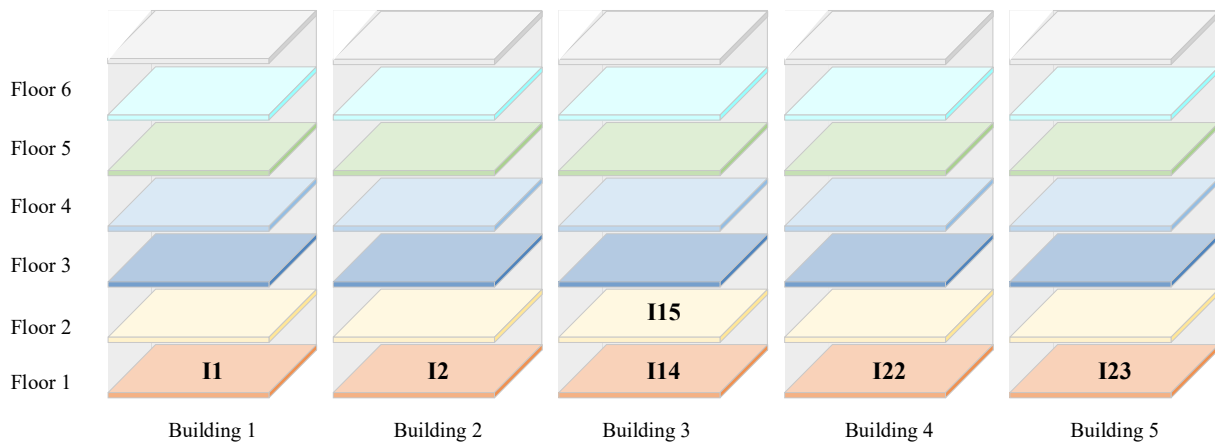 Floor 6
Floor 5
Floor 4
Floor 3
Floor 2
I15
Floor 1
I1
I2
I14
I22
I23
Building 1
Building 2
Building 3
Building 4
Building 5